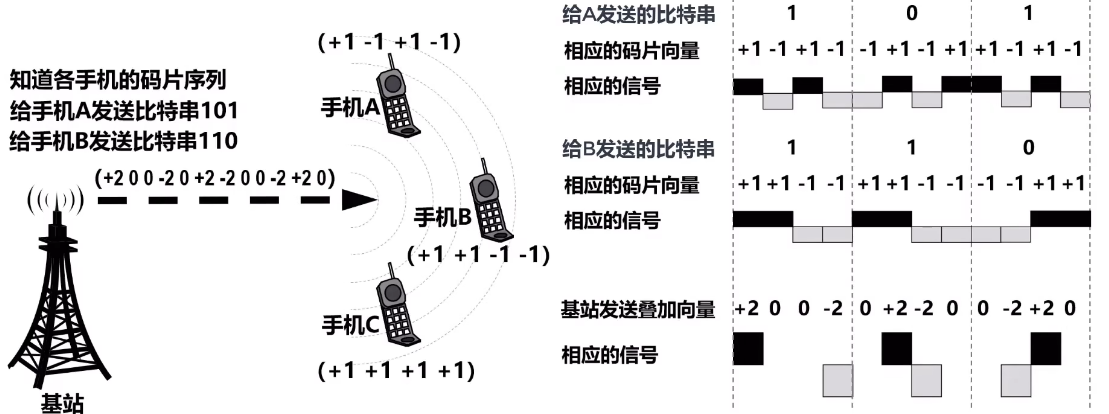 (+1 -1 +1 -1)
知道各手机的码片序列
给手机A发送比特串101
给手机B发送比特串110
手机A
(+2 0 0 -2 0 +2 -2 0 0 -2 +2 0)
手机B
(+1 +1 -1 -1)
手机C
(+1 +1 +1 +1)
基站
给A发送的比特串 1 0 1
相应的码片向量 +1 -1 +1 -1 -1 +1 -1 +1 +1 -1 +1 -1
相应的信号
给B发送的比特串 1 1 0
相应的码片向量 +1 +1 -1 -1 +1 +1 -1 -1 -1 -1 +1 +1
相应的信号
基站发送叠加向量 +2 0 0 -2 0 +2 -2 0 0 -2 +2 0
相应的信号